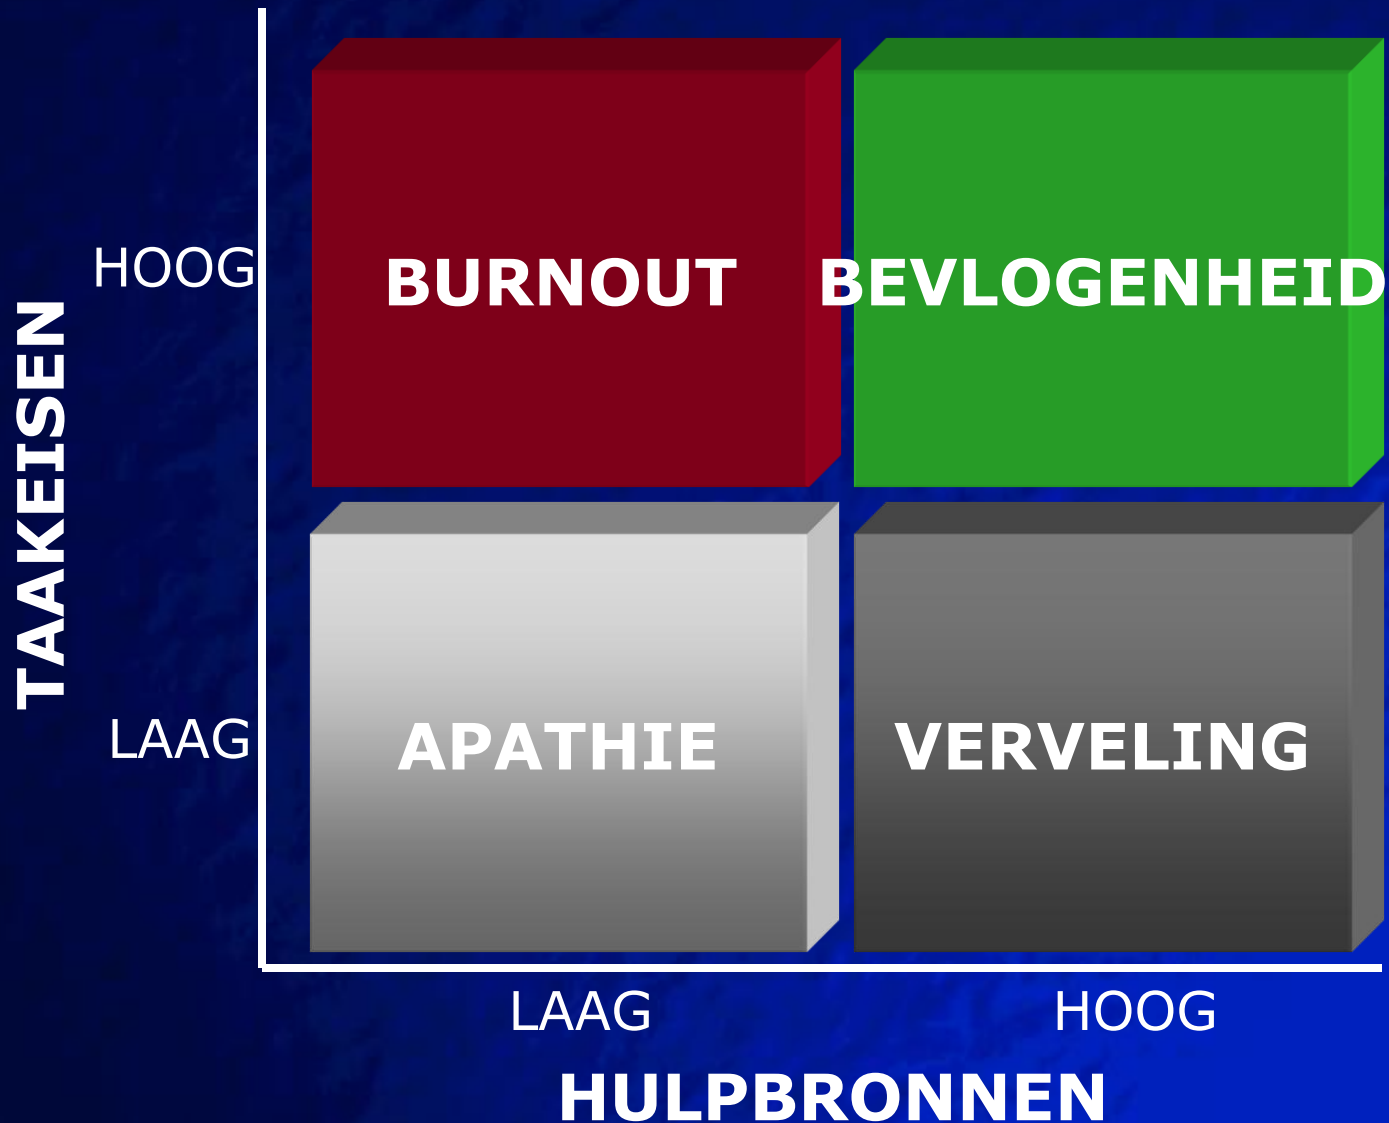 HOOG
BURNOUT
BEVLOGENHEID
TAAKEISEN
LAAG
APATHIE
VERVELING
LAAG
HOOG
HULPBRONNEN